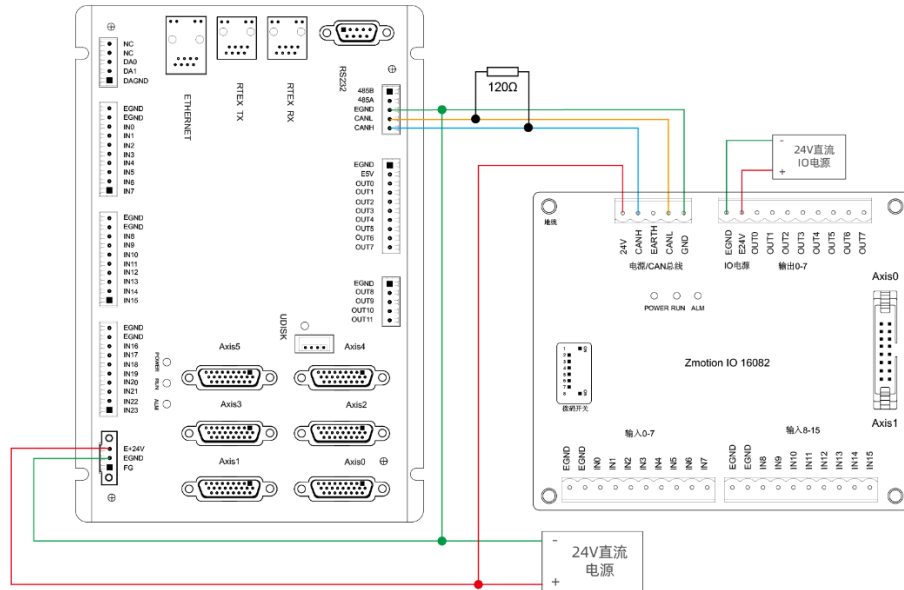 NC
NC
DA0
DA1
DAGND
ETHERNET
RTEX TX
RTEX RX
RS232
EGND
EGND
IN0
IN1
IN2
IN3
IN4
IN5
IN6
IN7
EGND
EGND
IN8
IN9
IN10
IN11
IN12
IN13
IN14
IN15
EGND
EGND
IN16
IN17
IN18
IN19
IN20
IN21
IN22
IN23
POWER
RUN
ALM
E+24V
EGND
FG
485B
485A
EGND
CANL
CANH
EGND
E5V
OUT0
OUT1
OUT2
OUT3
OUT4
OUT5
OUT6
OUT7
EGND
OUT8
OUT9
OUT10
OUT11
UDISK
Axis5
Axis4
Axis3
Axis2
Axis1
Axis0
120Ω
24V直流
IO电源
-
+
地线
24V
CANH
EARTH
CANL
GND
电源/CAN总线
EGND
E24V
OUT0
OUT1
OUT2
OUT3
OUT4
OUT5
OUT6
OUT7
IO电源
输出0-7
POWER RUN ALM
Axis0
Zmotion IO 16082
Axis1
1
2
3
4
5
6
7
8
拨码开关
输入0-7
EGND
EGND
IN0
IN1
IN2
IN3
IN4
IN5
IN6
IN7
输入8-15
EGND
EGND
IN8
IN9
IN10
IN11
IN12
IN13
IN14
IN15
-
+
24V直流
电源